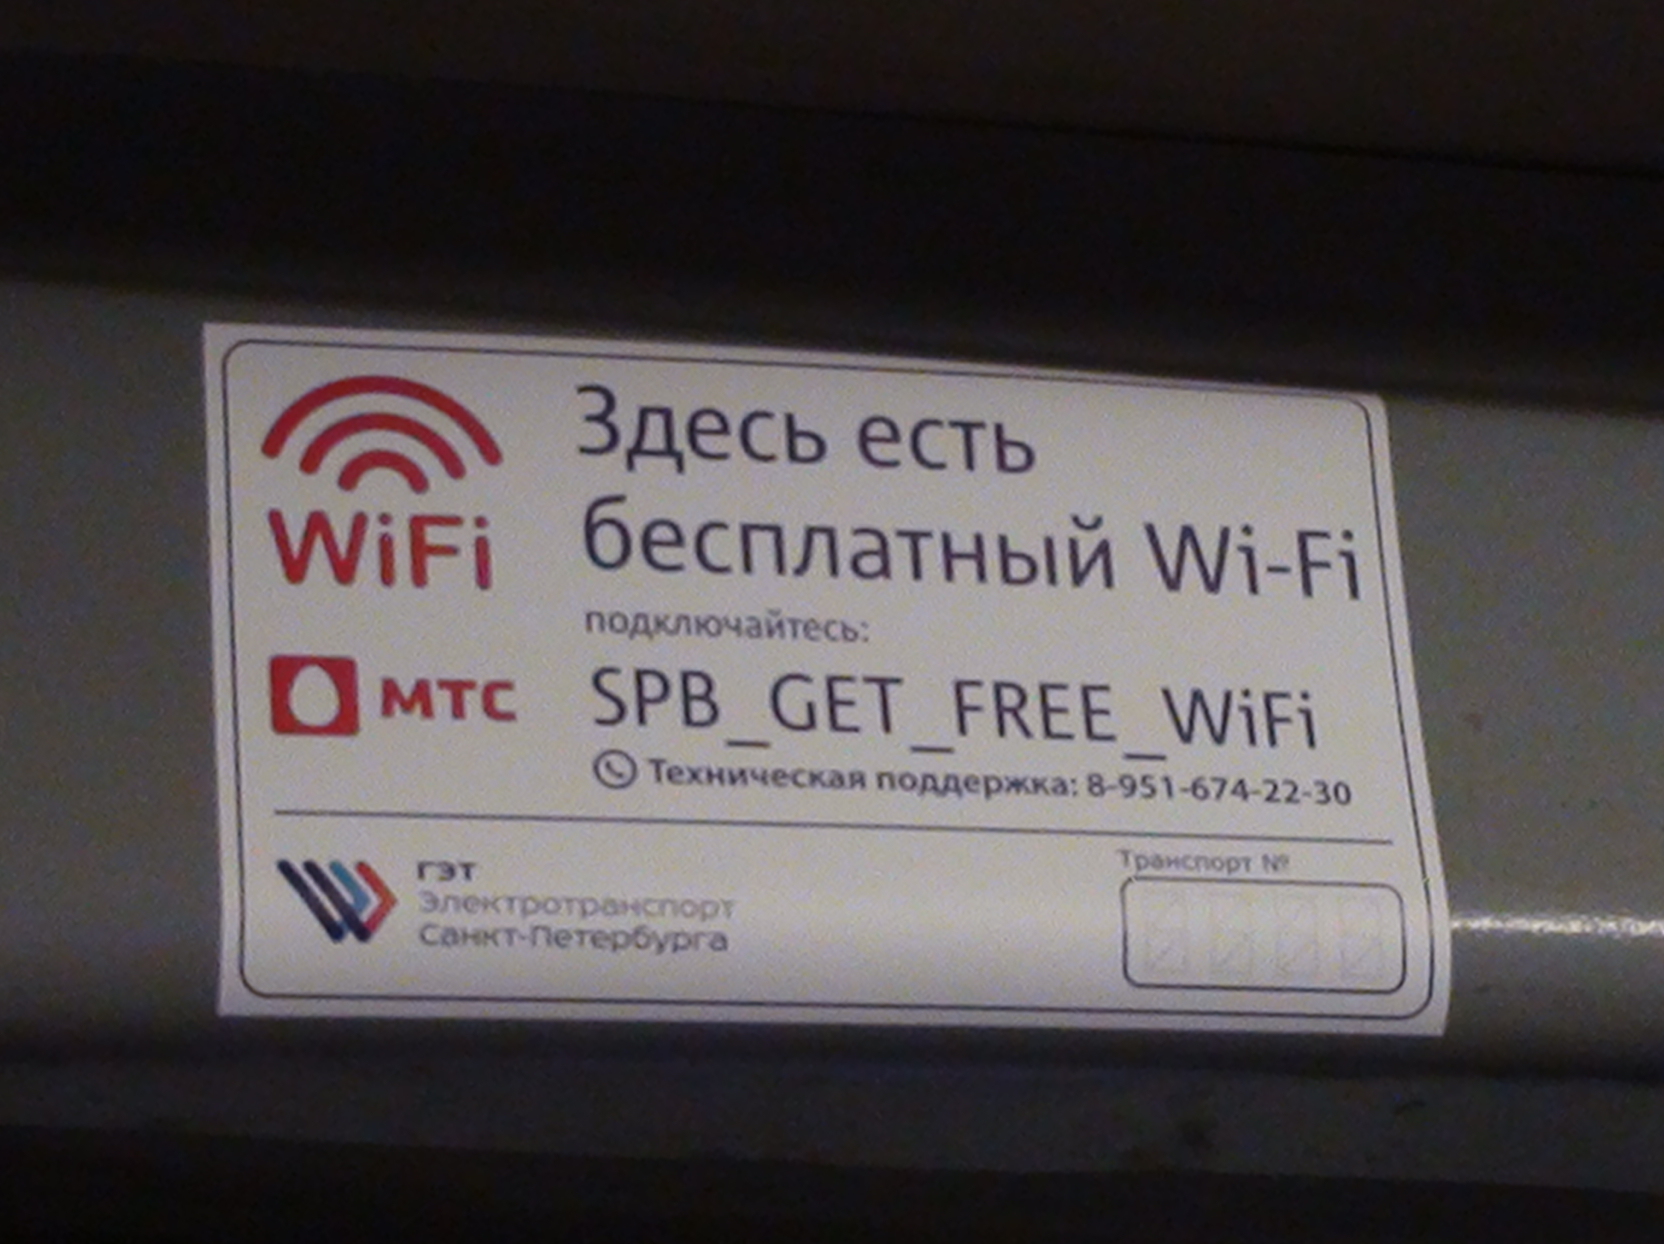 WiFi
МТС
Здесь есть
бесплатный Wi-Fi
подключайтесь:
SPB_GET_FREE_WiFi
Техническая поддержка: 8-951-674-22-30
ГЭТ
Электротранспорт
Санкт-Петербурга
Транспорт №